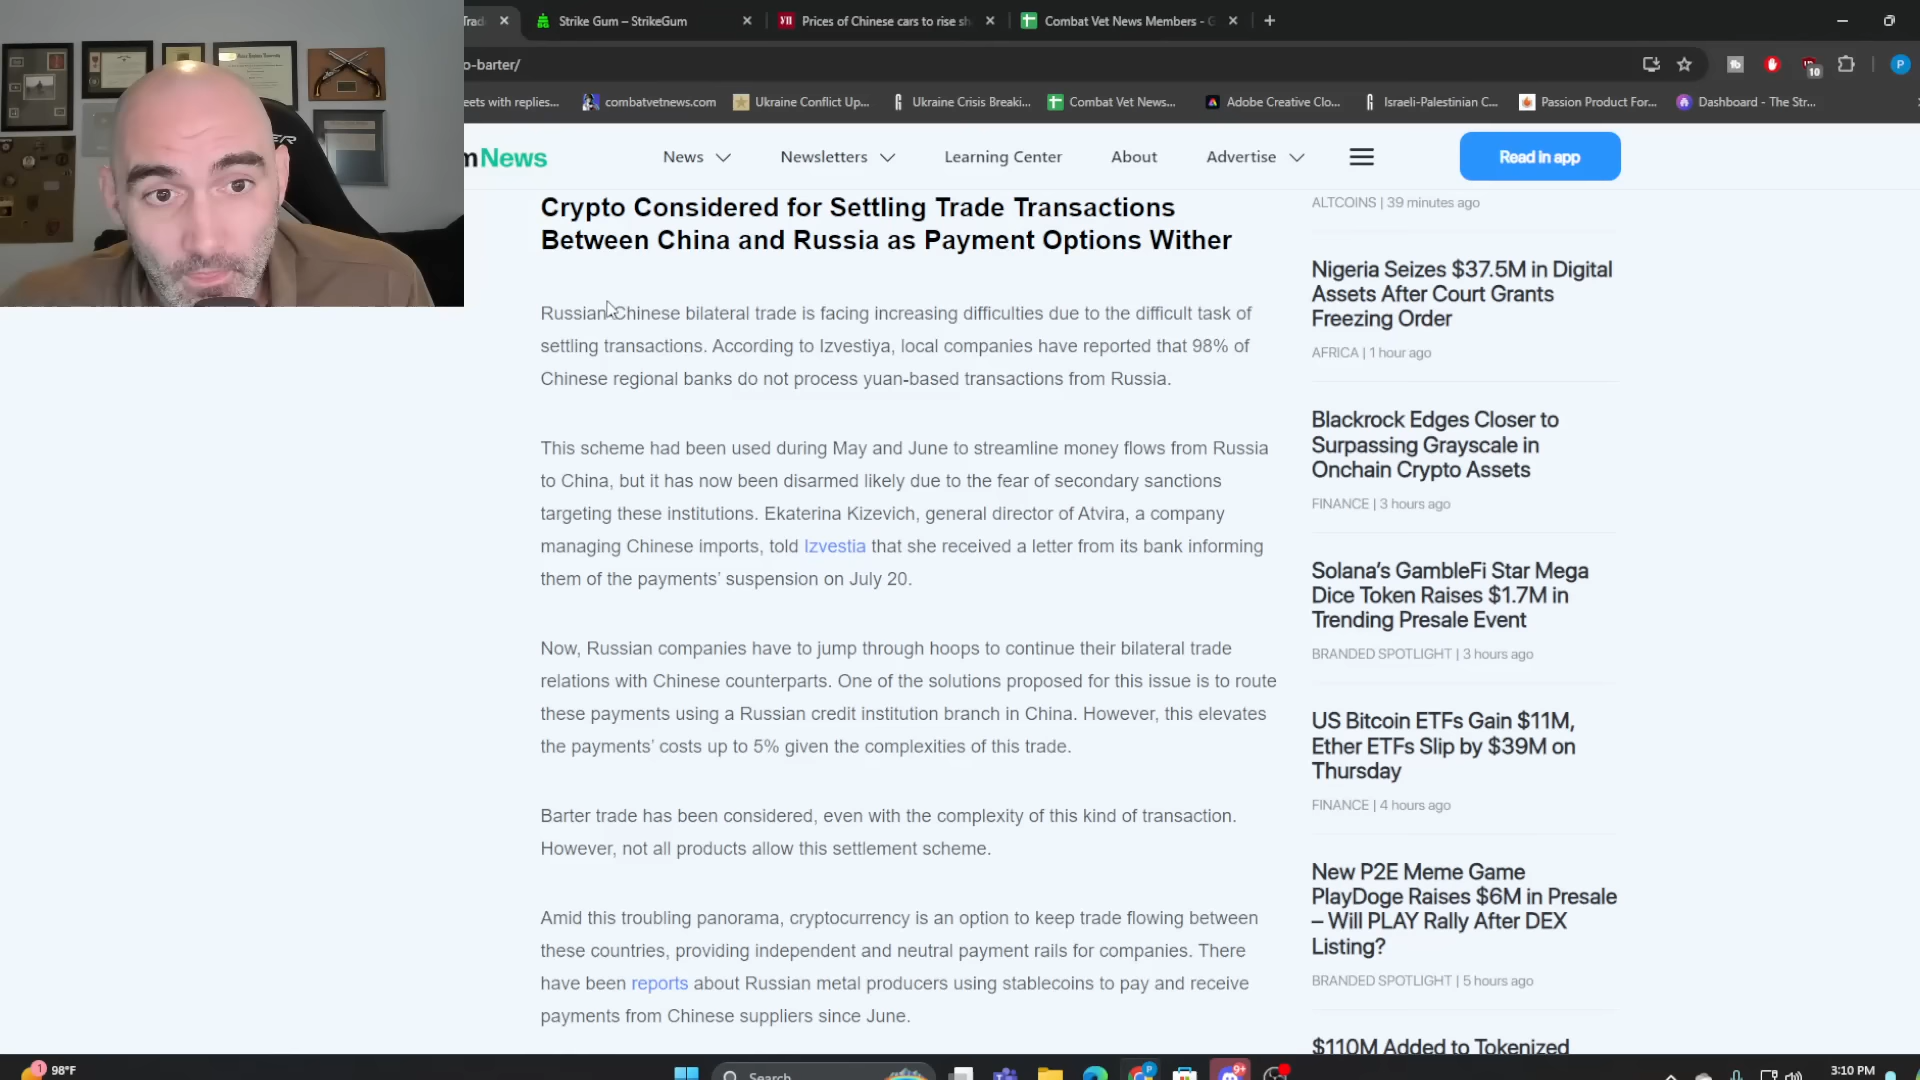 Trad
Strike Gum – StrikeGum
Prices of Chinese cars to rise sh
Combat Vet News Members - G
o-barter/
10
P
eets with replies...
combatvetnews.com
Ukraine Conflict Up...
Ukraine Crisis Breaki...
Combat Vet News...
Adobe Creative Clo...
Israeli-Palestinian C...
Passion Product For...
Dashboard - The Str...
mNews
News
Newsletters
Learning Center
About
Advertise
Read in app
Crypto Considered for Settling Trade Transactions
Between China and Russia as Payment Options Wither
Russian-Chinese bilateral trade is facing increasing difficulties due to the difficult task of
settling transactions. According to Izvestiya, local companies have reported that 98% of
Chinese regional banks do not process yuan-based transactions from Russia.
This scheme had been used during May and June to streamline money flows from Russia
to China, but it has now been disarmed likely due to the fear of secondary sanctions
targeting these institutions. Ekaterina Kizevich, general director of Atvira, a company
managing Chinese imports, told Izvestia that she received a letter from its bank informing
them of the payments’ suspension on July 20.
Now, Russian companies have to jump through hoops to continue their bilateral trade
relations with Chinese counterparts. One of the solutions proposed for this issue is to route
these payments using a Russian credit institution branch in China. However, this elevates
the payments’ costs up to 5% given the complexities of this trade.
Barter trade has been considered, even with the complexity of this kind of transaction.
However, not all products allow this settlement scheme.
Amid this troubling panorama, cryptocurrency is an option to keep trade flowing between
these countries, providing independent and neutral payment rails for companies. There
have been reports about Russian metal producers using stablecoins to pay and receive
payments from Chinese suppliers since June.
ALTCOINS | 39 minutes ago
Nigeria Seizes $37.5M in Digital
Assets After Court Grants
Freezing Order
AFRICA | 1 hour ago
Blackrock Edges Closer to
Surpassing Grayscale in
Onchain Crypto Assets
FINANCE | 3 hours ago
Solana’s GambleFi Star Mega
Dice Token Raises $1.7M in
Trending Presale Event
BRANDED SPOTLIGHT | 3 hours ago
US Bitcoin ETFs Gain $11M,
Ether ETFs Slip by $39M on
Thursday
FINANCE | 4 hours ago
New P2E Meme Game
PlayDoge Raises $6M in Presale
– Will PLAY Rally After DEX
Listing?
BRANDED SPOTLIGHT | 5 hours ago
$110M Added to Tokenized
1
98°F
Search
9+
3:10 PM